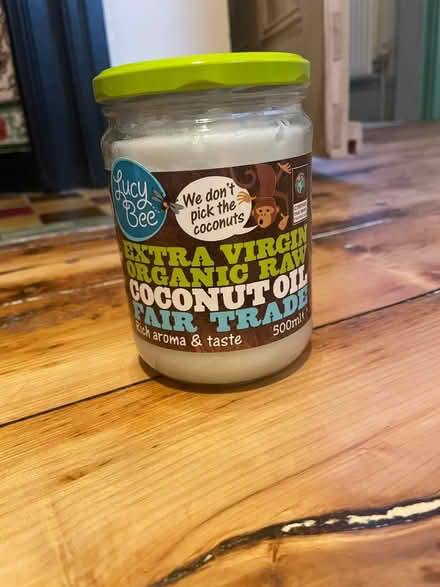 Lucy
Bee
We don't
pick the
coconuts
EXTRA VIRGIN
ORGANIC RAW
COCONUT OIL
FAIR TRADE
Rich aroma & taste
500ml